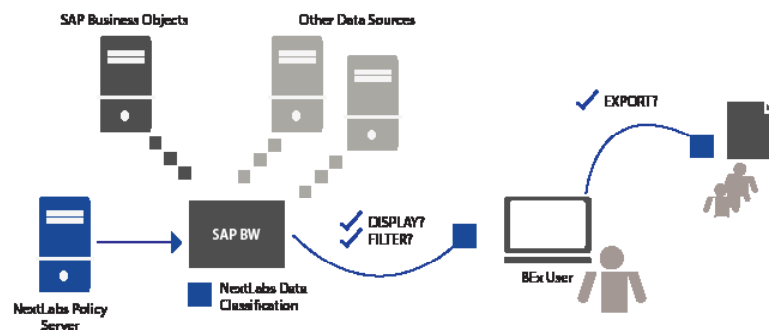 SAP Business Objects
Other Data Sources
EXPORT?
SAP BW
DISPLAY?
FILTER?
NextLabs Data
Classification
BEx User
NextLabs Policy
Server